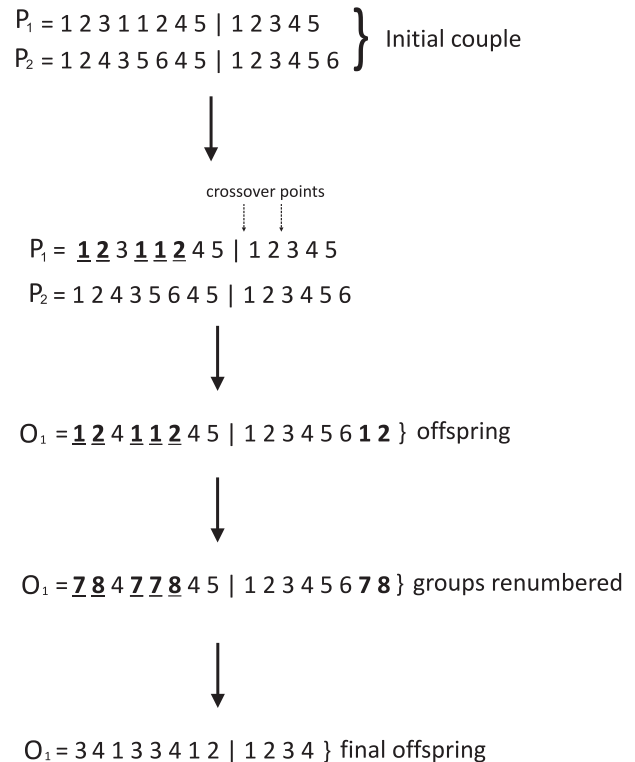 P1 = 1 2 3 1 1 2 4 5 | 1 2 3 4 5
P2 = 1 2 4 3 5 6 4 5 | 1 2 3 4 5 6
} Initial couple
crossover points
P1 = 1 2 3 1 1 2 4 5 | 1 2 3 4 5
P2 = 1 2 4 3 5 6 4 5 | 1 2 3 4 5 6
O1 = 1 2 4 1 1 2 4 5 | 1 2 3 4 5 6 1 2 } offspring
O1 = 7 8 4 7 7 8 4 5 | 1 2 3 4 5 6 7 8 } groups renumbered
O1 = 3 4 1 3 3 4 1 2 | 1 2 3 4 } final offspring